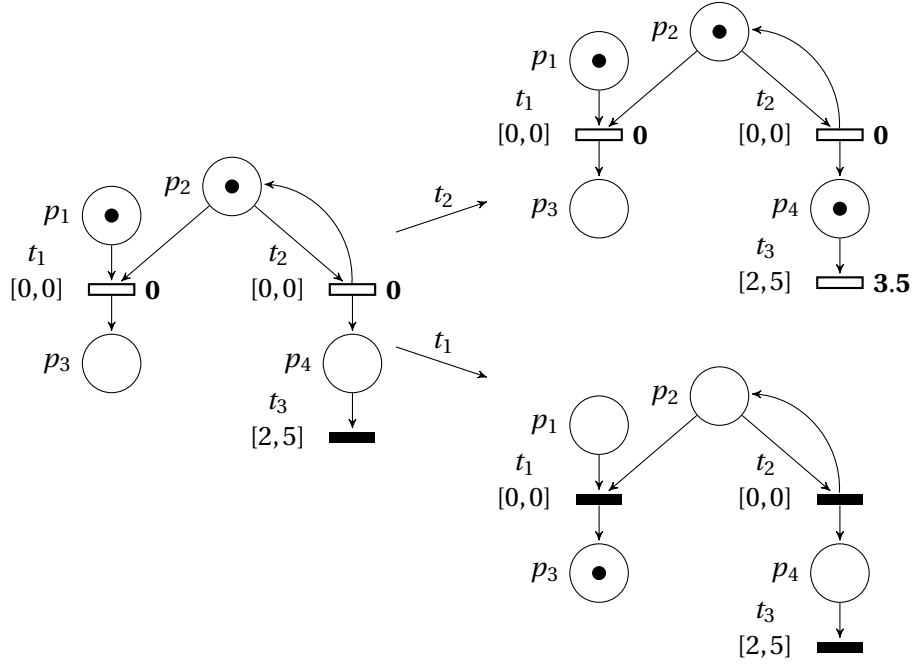 p₁
p₂
t₁
[0,0]
0
t₂
[0,0]
0
p₃
p₄
t₃
[2,5]
t₂
t₁
p₁
p₂
t₁
[0,0]
0
t₂
[0,0]
0
p₃
p₄
t₃
[2,5]
3.5
p₁
p₂
t₁
[0,0]
t₂
[0,0]
p₃
p₄
t₃
[2,5]